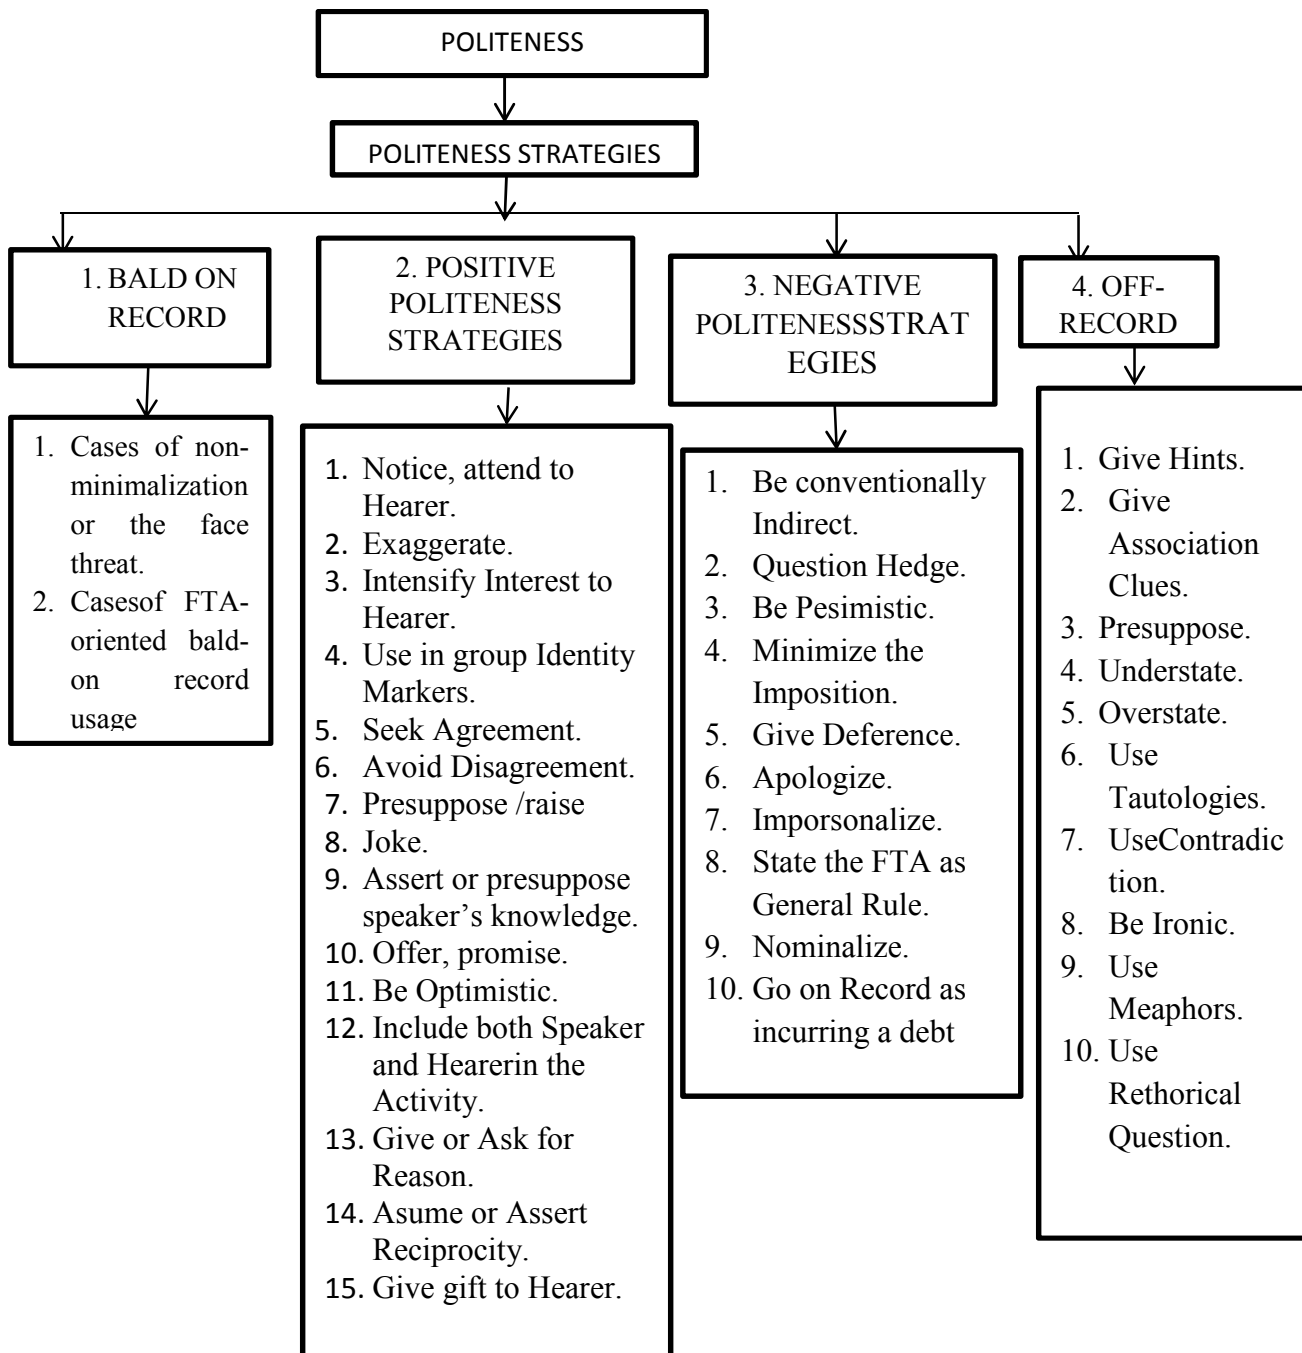 POLITENESS
POLITENESS STRATEGIES
1. BALD ON
RECORD
2. POSITIVE
POLITENESS
STRATEGIES
3. NEGATIVE
POLITENESSSTRAT
EGIES
4. OFF-
RECORD
1. Cases of non-
minimalization
or the face
threat.
2. Casesof FTA-
oriented bald-
on record
usage
1. Notice, attend to
Hearer.
2. Exaggerate.
3. Intensify Interest to
Hearer.
4. Use in group Identity
Markers.
5. Seek Agreement.
6. Avoid Disagreement.
7. Presuppose /raise
8. Joke.
9. Assert or presuppose
speaker’s knowledge.
10. Offer, promise.
11. Be Optimistic.
12. Include both Speaker
and Hearerin the
Activity.
13. Give or Ask for
Reason.
14. Asume or Assert
Reciprocity.
15. Give gift to Hearer.
1. Be conventionally
Indirect.
2. Question Hedge.
3. Be Pesimistic.
4. Minimize the
Imposition.
5. Give Deference.
6. Apologize.
7. Imporsonalize.
8. State the FTA as
General Rule.
9. Nominalize.
10. Go on Record as
incurring a debt
1. Give Hints.
2. Give
Association
Clues.
3. Presuppose.
4. Understate.
5. Overstate.
6. Use
Tautologies.
7. UseContradic
tion.
8. Be Ironic.
9. Use
Meaphors.
10. Use
Rethorical
Question.